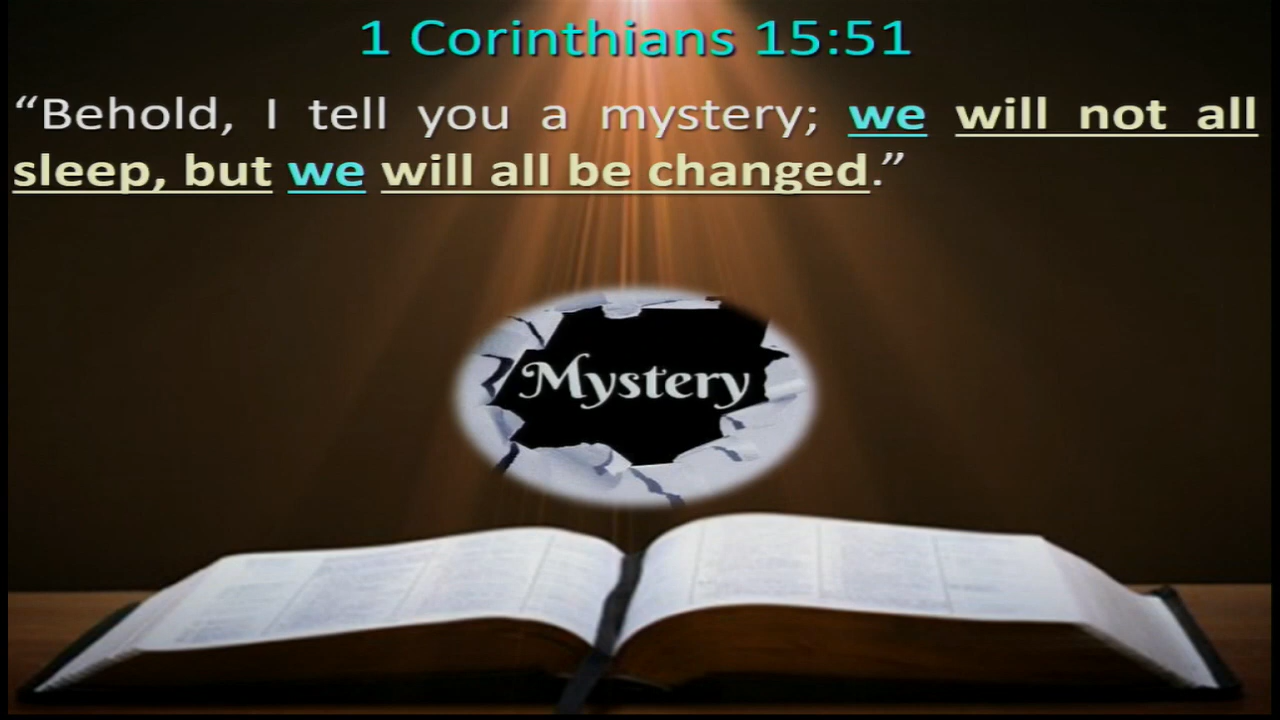 1 Corinthians 15:51
“Behold, I tell you a mystery; we will not all
sleep, but we will all be changed.”
Mystery